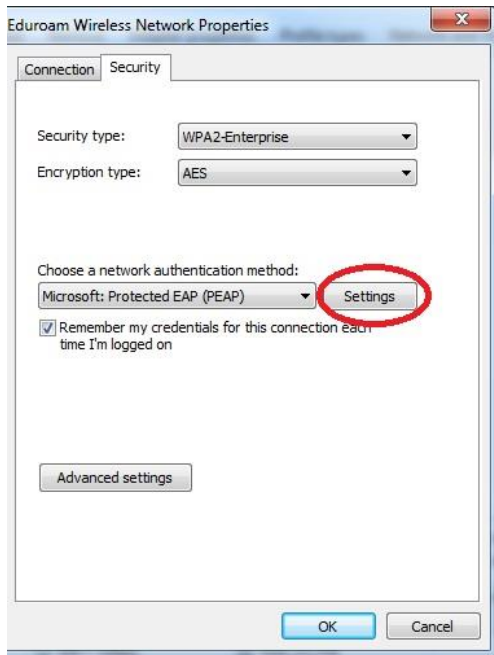 Eduroam Wireless Network Properties
Connection
Security
Security type:
WPA2-Enterprise
Encryption type:
AES
Choose a network authentication method:
Microsoft: Protected EAP (PEAP)
Settings
Remember my credentials for this connection each
time I'm logged on
Advanced settings
OK
Cancel